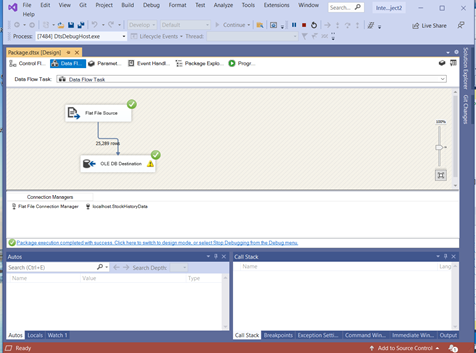 File Edit View Git Project Build Debug Format Test Analyze Tools Extensions Window
Help Search Inte...ject2
Development Default Continue Live Share
Process: [7484] DtsDebugHost.exe Lifecycle Events Thread:
Package.dtsx [Design]
Control Fl... Data Fl... Paramet... Event Handl... Package Explo... Progr...
Data Flow Task: Data Flow Task
Flat File Source
25,289 rows
OLE DB Destination
100%
Connection Managers
Flat File Connection Manager localhost.StockHistoryData
Package execution completed with success. Click here to switch to design mode, or select Stop Debugging from the Debug menu.
Autos
Search (Ctrl+E) Search Depth:
Name Value Type
Autos Locals Watch 1
Call Stack
Name Lang
Call Stack Breakpoints Exception Setti... Command Win... Immediate Win... Output
Solution Explorer
Git Changes
Ready Add to Source Control